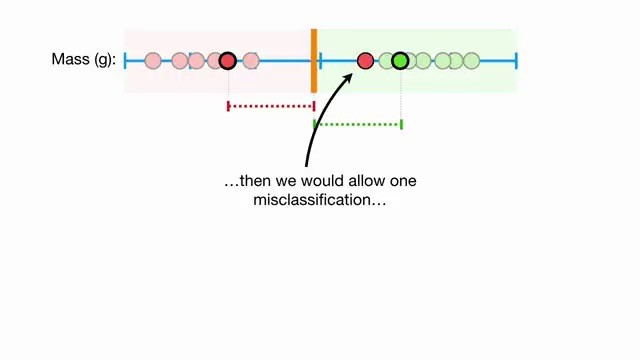 Mass (g):
…then we would allow one
misclassification…